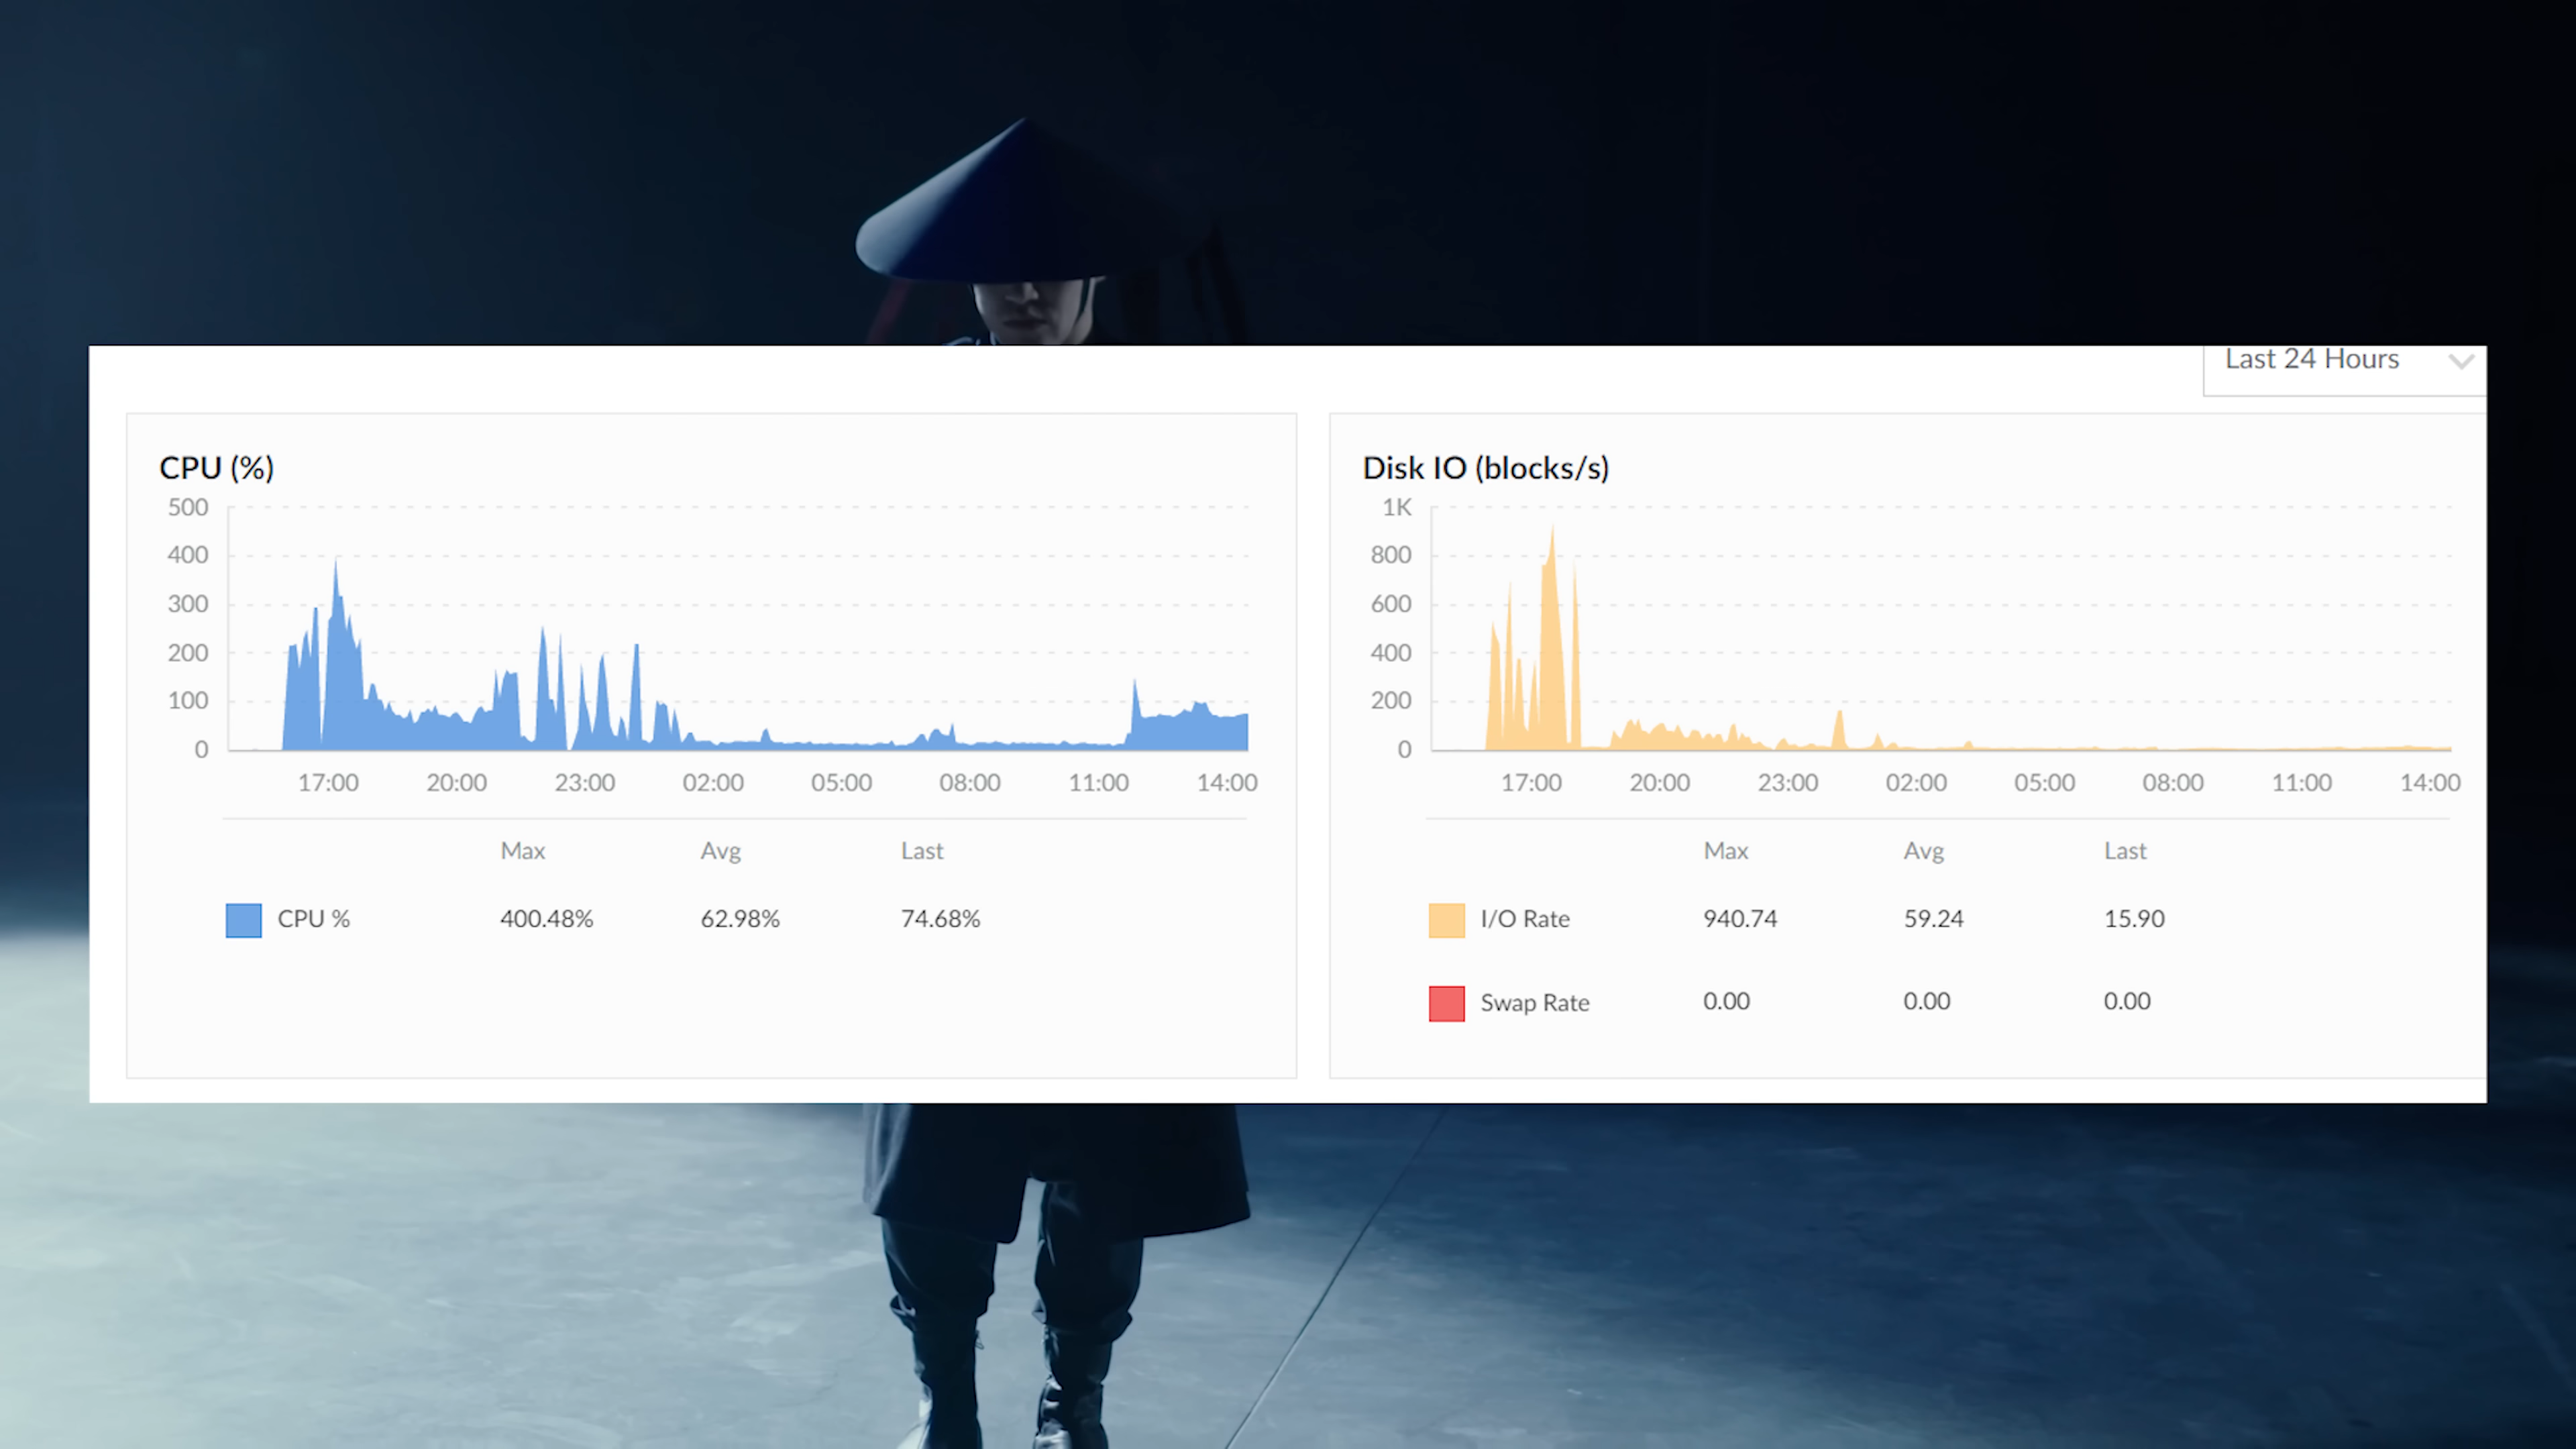 Last 24 Hours
CPU (%)
500
400
300
200
100
0
17:00 20:00 23:00 02:00 05:00 08:00 11:00 14:00
Max Avg Last
CPU % 400.48% 62.98% 74.68%
Disk IO (blocks/s)
1K
800
600
400
200
0
17:00 20:00 23:00 02:00 05:00 08:00 11:00 14:00
Max Avg Last
I/O Rate 940.74 59.24 15.90
Swap Rate 0.00 0.00 0.00